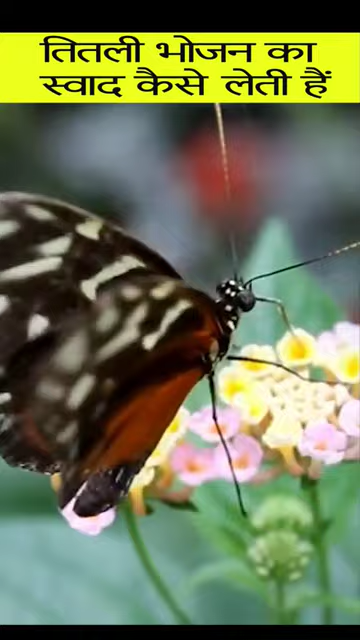 तितली भोजन का
स्वाद कैसे लेती हैं